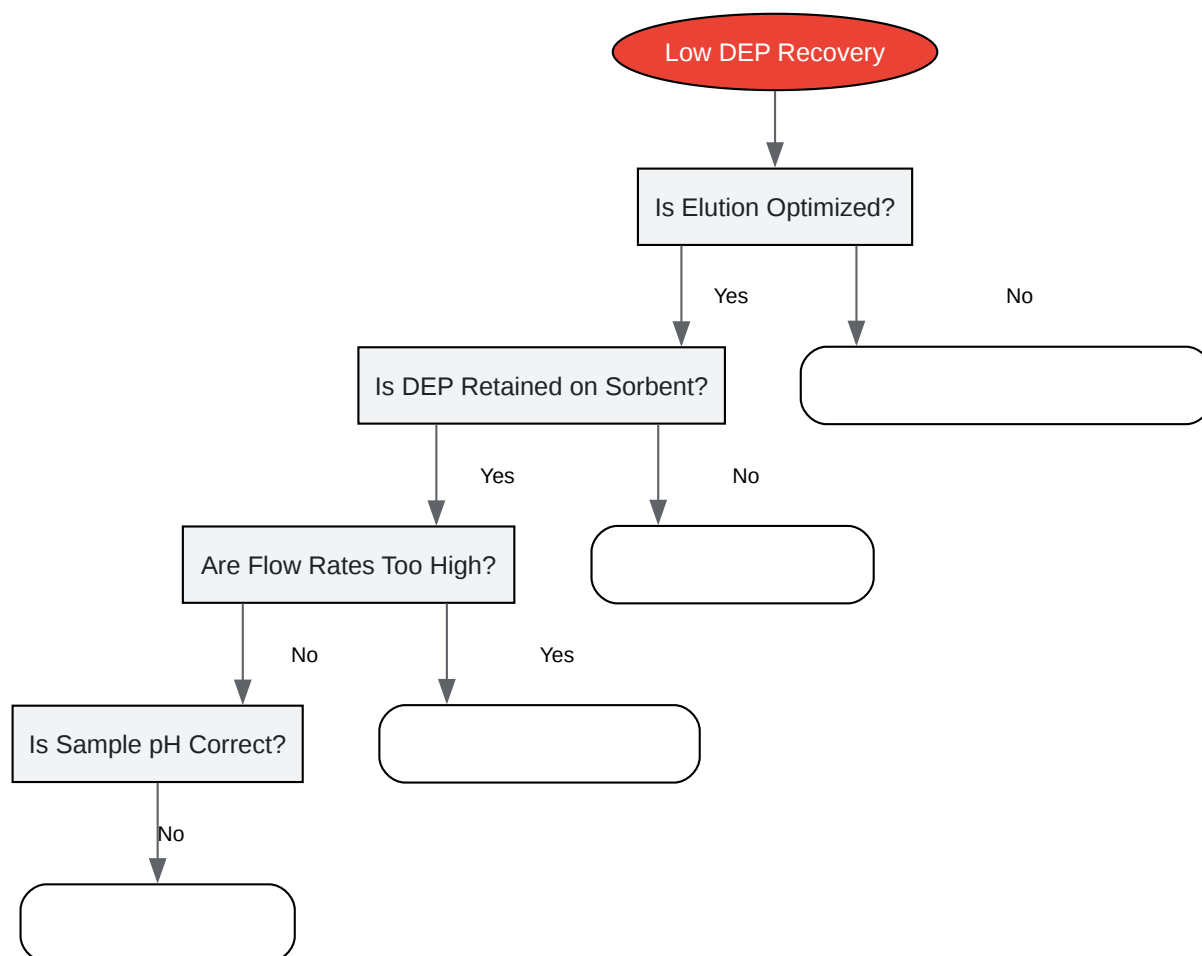 Low DEP Recovery
Is Elution Optimized?
Yes
No
Is DEP Retained on Sorbent?
Yes
No
Are Flow Rates Too High?
No
Yes
Is Sample pH Correct?
No